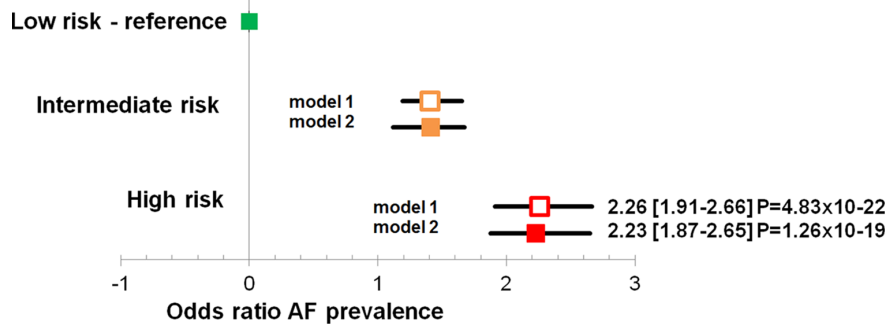 Low risk - reference
Intermediate risk
model 1
model 2
High risk
model 1
2.26 [1.91-2.66] P=4.83x10-22
model 2
2.23 [1.87-2.65] P=1.26x10-19
-1 0 1 2 3
Odds ratio AF prevalence